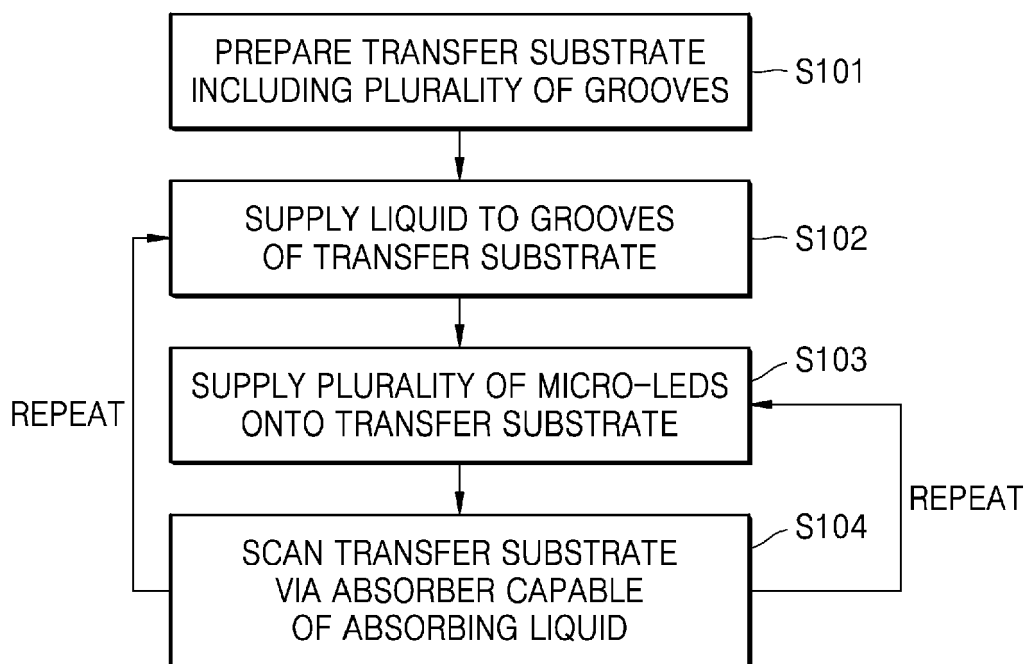 PREPARE TRANSFER SUBSTRATE
INCLUDING PLURALITY OF GROOVES
S101
SUPPLY LIQUID TO GROOVES
OF TRANSFER SUBSTRATE
S102
SUPPLY PLURALITY OF MICRO-LEDS
ONTO TRANSFER SUBSTRATE
S103
REPEAT
REPEAT
SCAN TRANSFER SUBSTRATE
VIA ABSORBER CAPABLE
OF ABSORBING LIQUID
S104